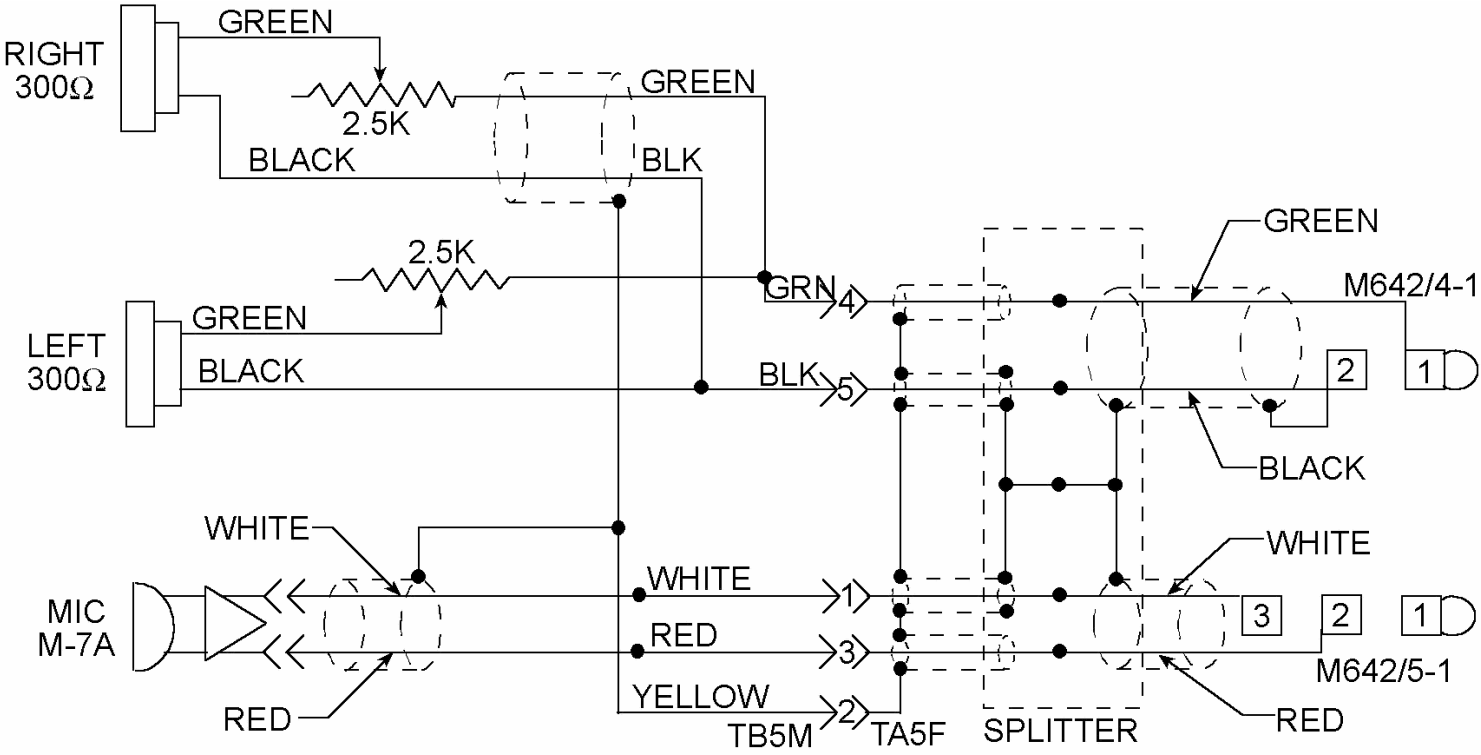 GREEN
RIGHT
300Ω
2.5K
GREEN
BLACK
BLK
2.5K
GRN
4
GREEN
M642/4-1
GREEN
LEFT
300Ω
BLACK
BLK
5
2
1
BLACK
WHITE
WHITE
MIC
M-7A
WHITE
1
3
2
1
RED
3
M642/5-1
RED
YELLOW
2
TB5M
TA5F
SPLITTER
RED